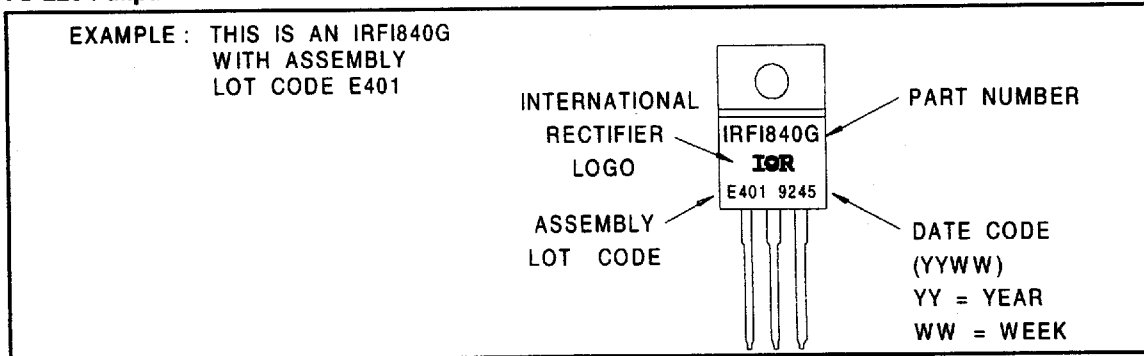 EXAMPLE : THIS IS AN IRFI840G
WITH ASSEMBLY
LOT CODE E401
INTERNATIONAL
RECTIFIER
LOGO
ASSEMBLY
LOT CODE
IRFI840G
IOR
E401 9245
PART NUMBER
DATE CODE
(YYWW)
YY = YEAR
WW = WEEK